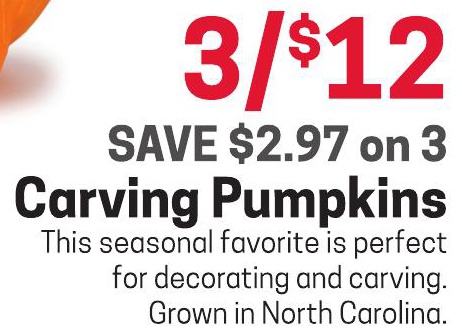 3/$12
SAVE $2.97 on 3
Carving Pumpkins
This seasonal favorite is perfect
for decorating and carving.
Grown in North Carolina.